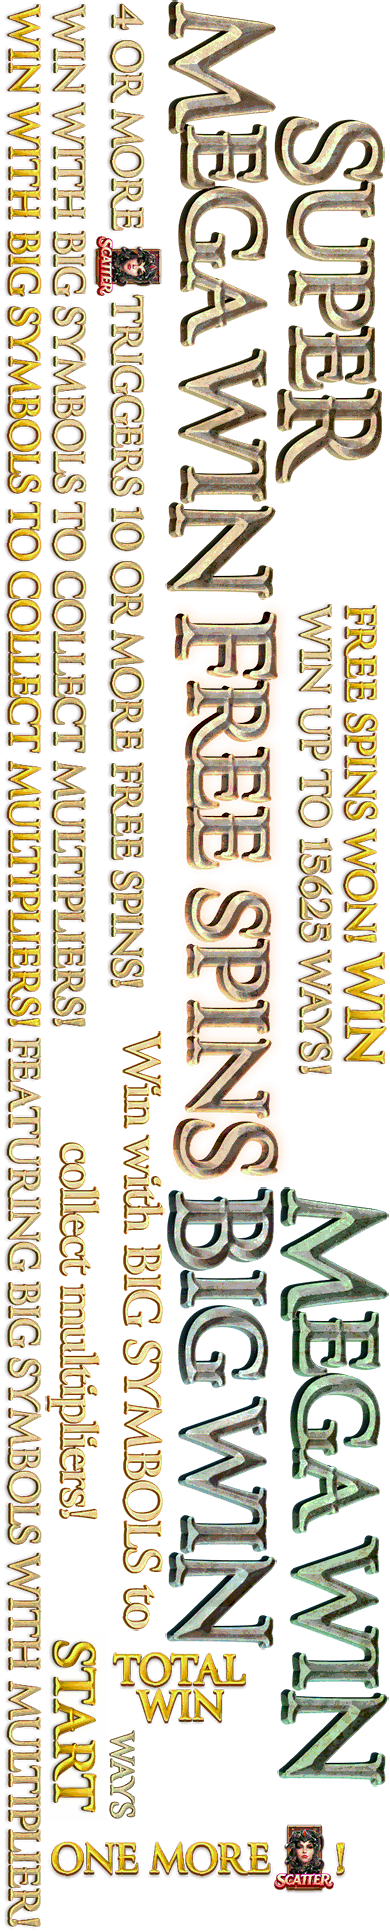 SUPER
MEGA WIN
FREE SPINS WON! WIN
WIN UP TO 15625 WAYS!
FREE SPINS
MEGA WIN
BIG WIN
4 OR MORE SCATTER TRIGGERS 10 OR MORE FREE SPINS!
WIN WITH BIG SYMBOLS TO COLLECT MULTIPLIERS!
WIN WITH BIG SYMBOLS TO COLLECT MULTIPLIERS!
Win with BIG SYMBOLS to
collect multipliers!
FEATURING BIG SYMBOLS WITH MULTIPLIER!
START
TOTAL
WIN
WAYS
ONE MORE SCATTER !